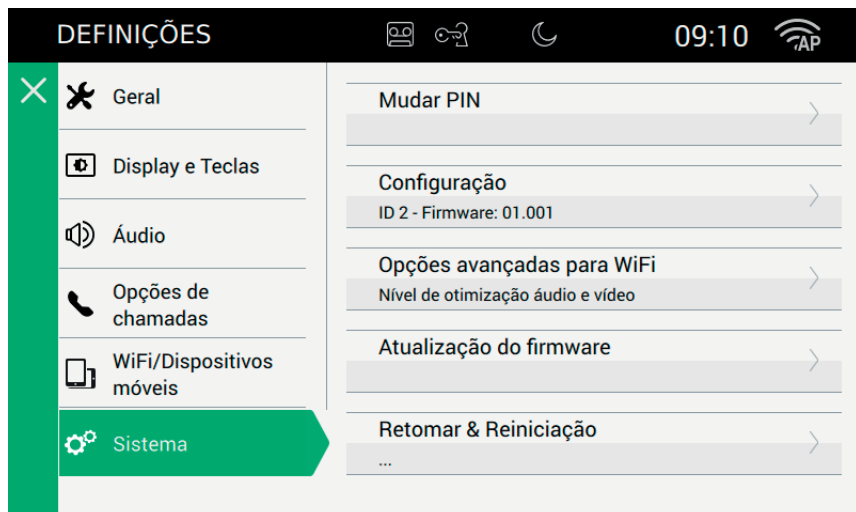 DEFINIÇÕES
09:10
AP
Geral
Display e Teclas
Áudio
Opções de
chamadas
WiFi/Dispositivos
móveis
Sistema
Mudar PIN
Configuração
ID 2 - Firmware: 01.001
Opções avançadas para WiFi
Nível de otimização áudio e vídeo
Atualização do firmware
Retomar & Reiniciação
...